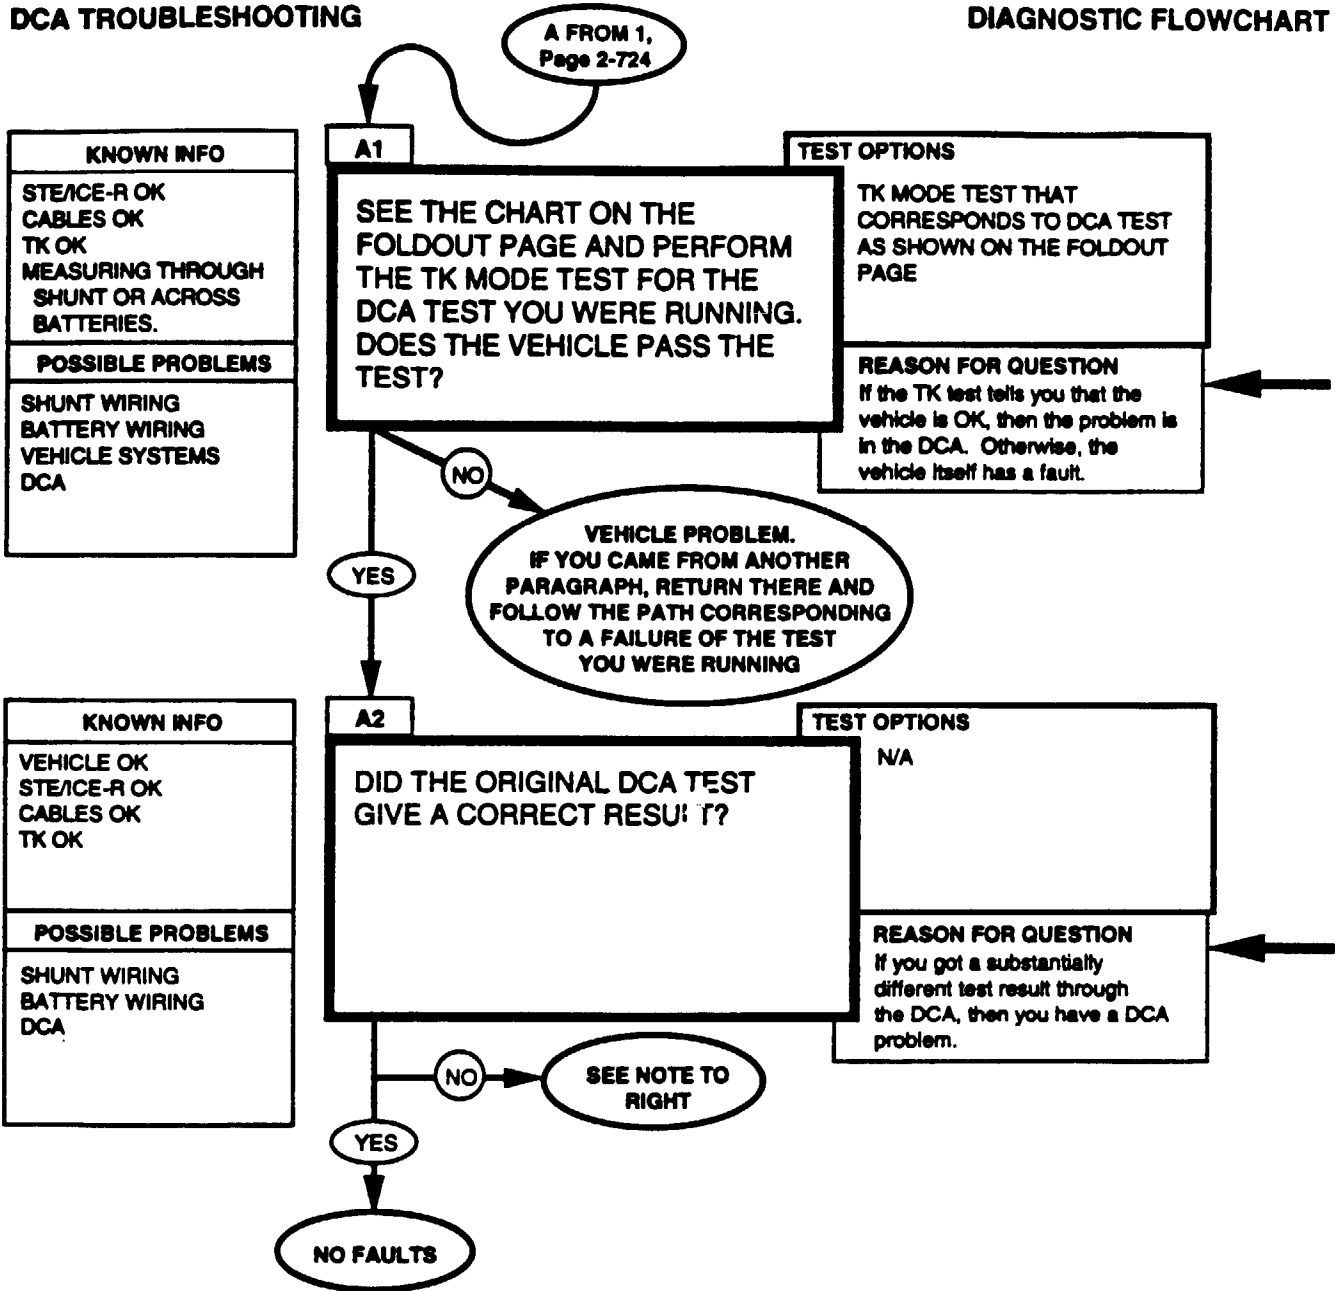 DCA TROUBLESHOOTING
DIAGNOSTIC FLOWCHART
A FROM 1,
Page 2-724
KNOWN INFO
STE/ICE-R OK
CABLES OK
TK OK
MEASURING THROUGH
SHUNT OR ACROSS
BATTERIES.
POSSIBLE PROBLEMS
SHUNT WIRING
BATTERY WIRING
VEHICLE SYSTEMS
DCA
A1
SEE THE CHART ON THE
FOLDOUT PAGE AND PERFORM
THE TK MODE TEST FOR THE
DCA TEST YOU WERE RUNNING.
DOES THE VEHICLE PASS THE
TEST?
TEST OPTIONS
TK MODE TEST THAT
CORRESPONDS TO DCA TEST
AS SHOWN ON THE FOLDOUT
PAGE
REASON FOR QUESTION
If the TK test tells you that the
vehicle is OK, then the problem is
in the DCA. Otherwise, the
vehicle itself has a fault.
NO
VEHICLE PROBLEM.
IF YOU CAME FROM ANOTHER
PARAGRAPH, RETURN THERE AND
FOLLOW THE PATH CORRESPONDING
TO A FAILURE OF THE TEST
YOU WERE RUNNING
YES
KNOWN INFO
VEHICLE OK
STE/ICE-R OK
CABLES OK
TK OK
POSSIBLE PROBLEMS
SHUNT WIRING
BATTERY WIRING
DCA
A2
DID THE ORIGINAL DCA TEST
GIVE A CORRECT RESULT?
TEST OPTIONS
N/A
REASON FOR QUESTION
If you got a substantially
different test result through
the DCA, then you have a DCA
problem.
NO
SEE NOTE TO
RIGHT
YES
NO FAULTS